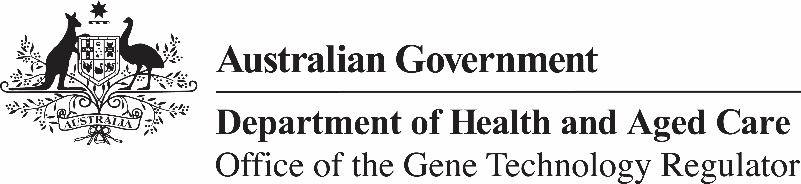 AUSTRALIA
Australian Government
Department of Health and Aged Care
Office of the Gene Technology Regulator